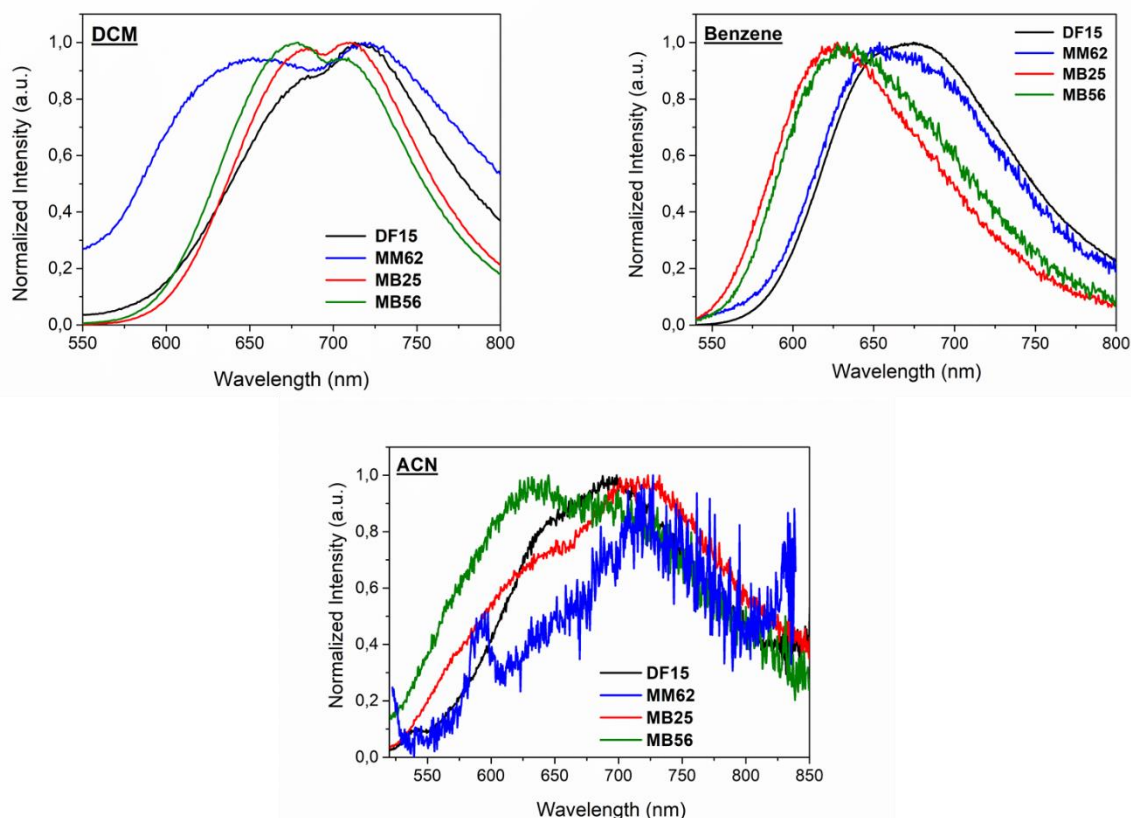 DCM
Normalized Intensity (a.u.)
1,0
0,8
0,6
0,4
0,2
0,0
DF15
MM62
MB25
MB56
550 600 650 700 750 800
Wavelength (nm)
Benzene
Normalized Intensity (a.u.)
1,0
0,8
0,6
0,4
0,2
0,0
DF15
MM62
MB25
MB56
550 600 650 700 750 800
Wavelength (nm)
ACN
Normalized Intensity (a.u.)
1,0
0,8
0,6
0,4
0,2
0,0
DF15
MM62
MB25
MB56
550 600 650 700 750 800 850
Wavelength (nm)